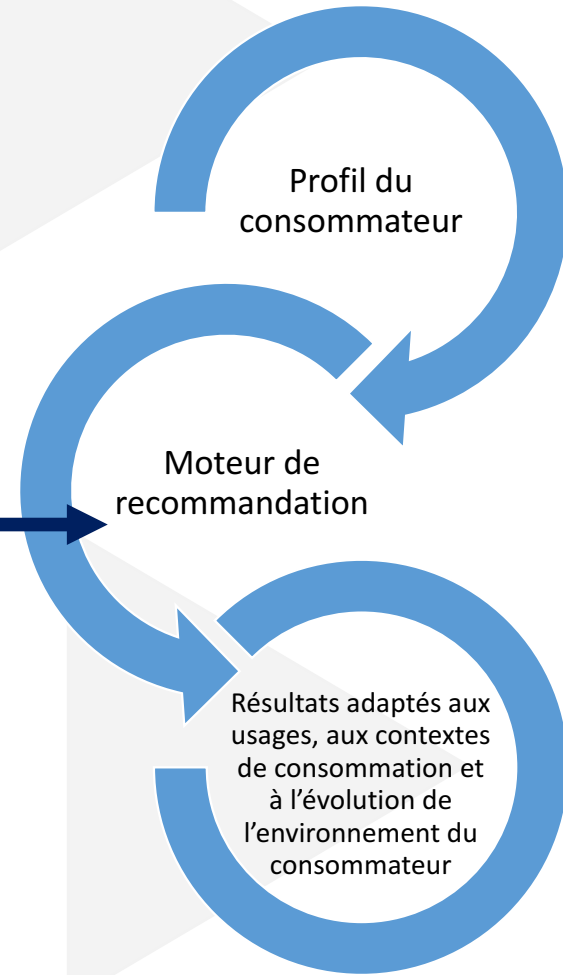 Profil du
consommateur
Moteur de
recommandation
Résultats adaptés aux
usages, aux contextes
de consommation et
à l’évolution de
l’environnement du
consommateur